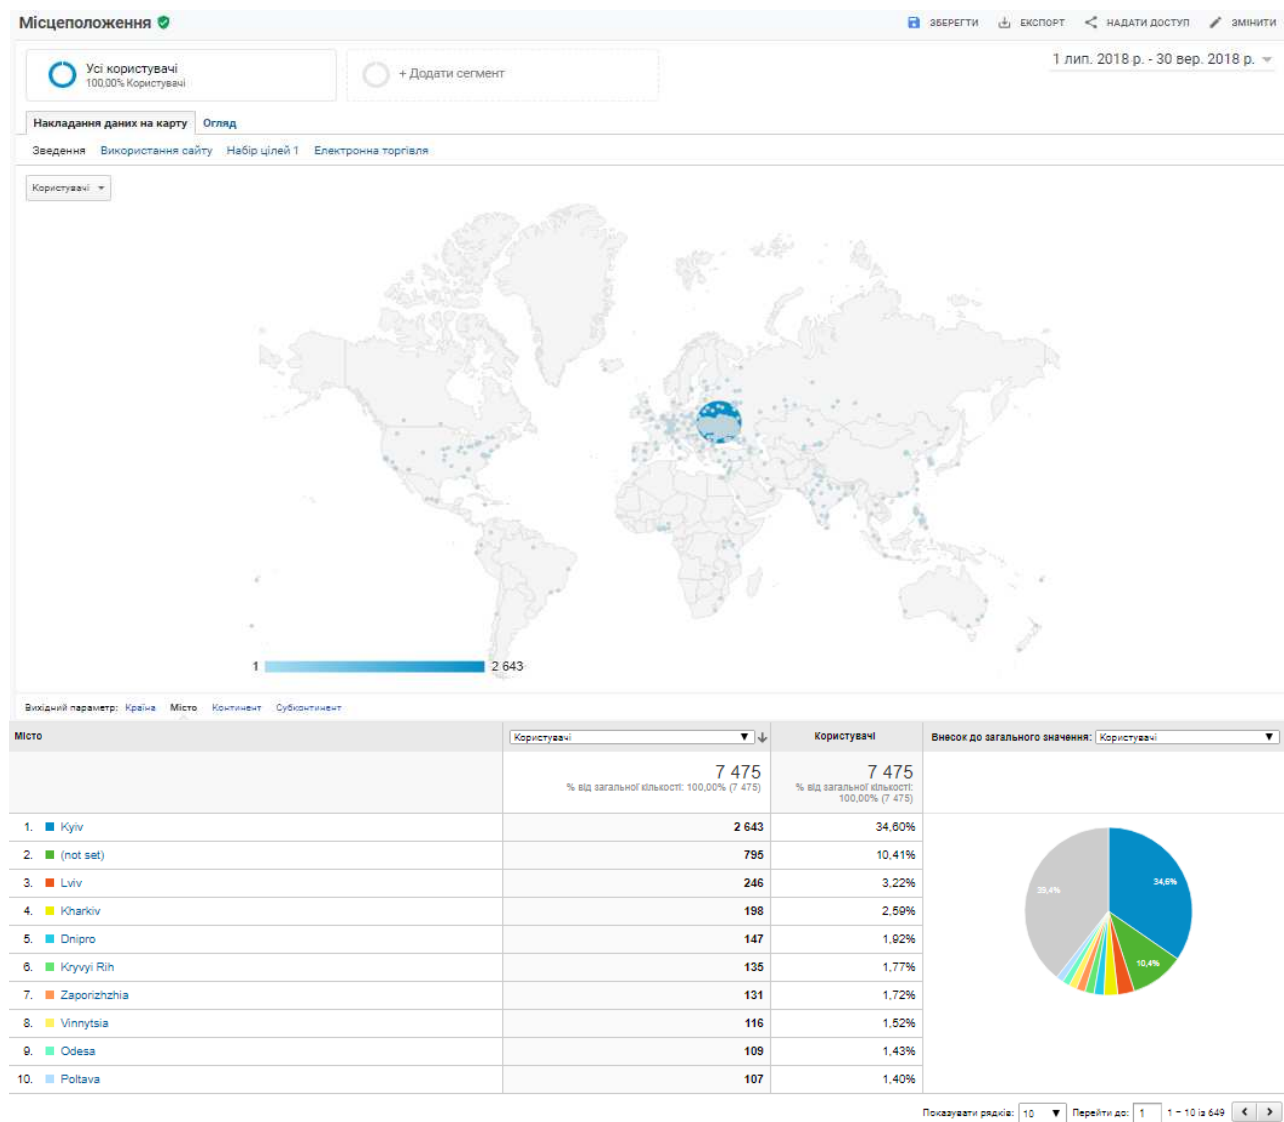 Місцеположення
ЗБЕРЕГТИ ЕКСПОРТ НАДАТИ ДОСТУП ЗМІНИТИ
1 лип. 2018 р. - 30 вер. 2018 р.
Усі користувачі
100,00% Користувачі
+ Додати сегмент
Накладання даних на карту Огляд
Зведення Використання сайту Набір цілей 1 Електронна торгівля
Користувачі
1 2 643
Вихідний параметр: Країна Місто Континент Субконтинент
Місто Користувачі Користувачі Внесок до загального значення: Користувачі
7 475 7 475
% від загальної кількості: 100,00% (7 475) % від загальної кількості:
100,00% (7 475)
1. Kyiv 2 643 34,60%
2. (not set) 795 10,41%
3. Lviv 246 3,22%
4. Kharkiv 198 2,59%
5. Dnipro 147 1,92%
6. Kryvyi Rih 135 1,77%
7. Zaporizhzhia 131 1,72%
8. Vinnytsia 116 1,52%
9. Odesa 109 1,43%
10. Poltava 107 1,40%
34,6%
39,4%
10,4%
Показувати рядків: 10 Перейти до: 1 1 – 10 із 649